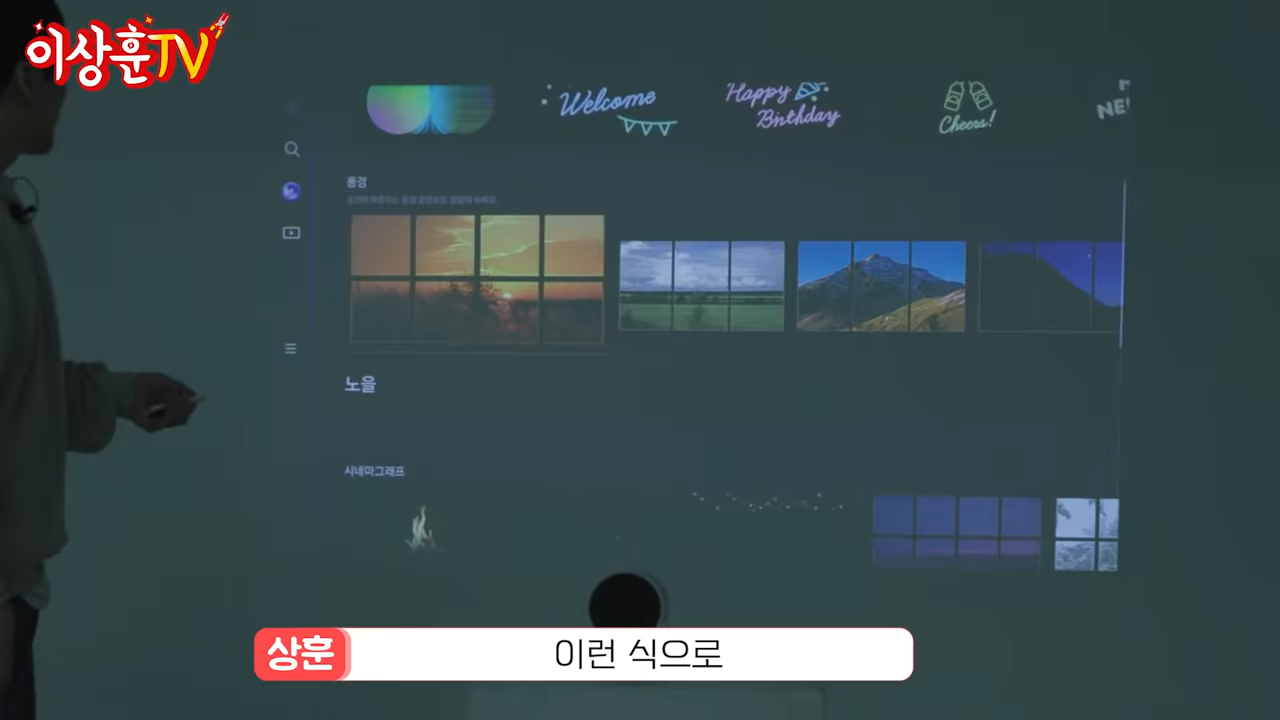 이상훈TV
Welcome
Happy
Birthday
Cheers!
NE
풍경
노을
시네마그래프
상훈 이런 식으로